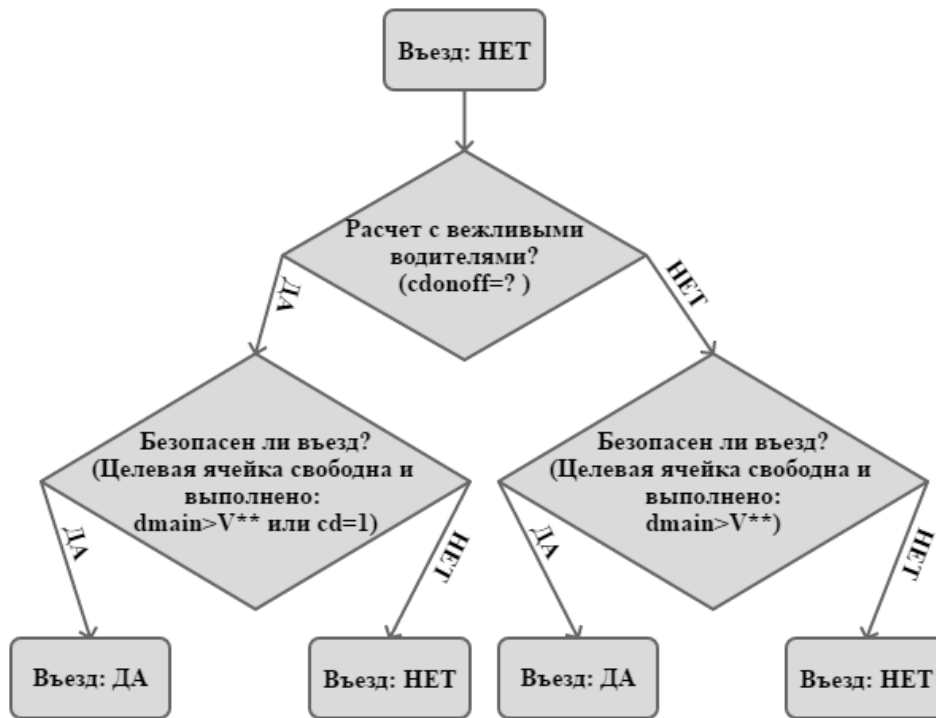 Въезд: НЕТ
Расчет с вежливыми
водителями?
(cdonoff=? )
ДА
НЕТ
Безопасен ли въезд?
(Целевая ячейка свободна и
выполнено:
dmain>V** или cd=1)
Безопасен ли въезд?
(Целевая ячейка свободна и
выполнено:
dmain>V**)
ДА
НЕТ
ДА
НЕТ
Въезд: ДА
Въезд: НЕТ
Въезд: ДА
Въезд: НЕТ